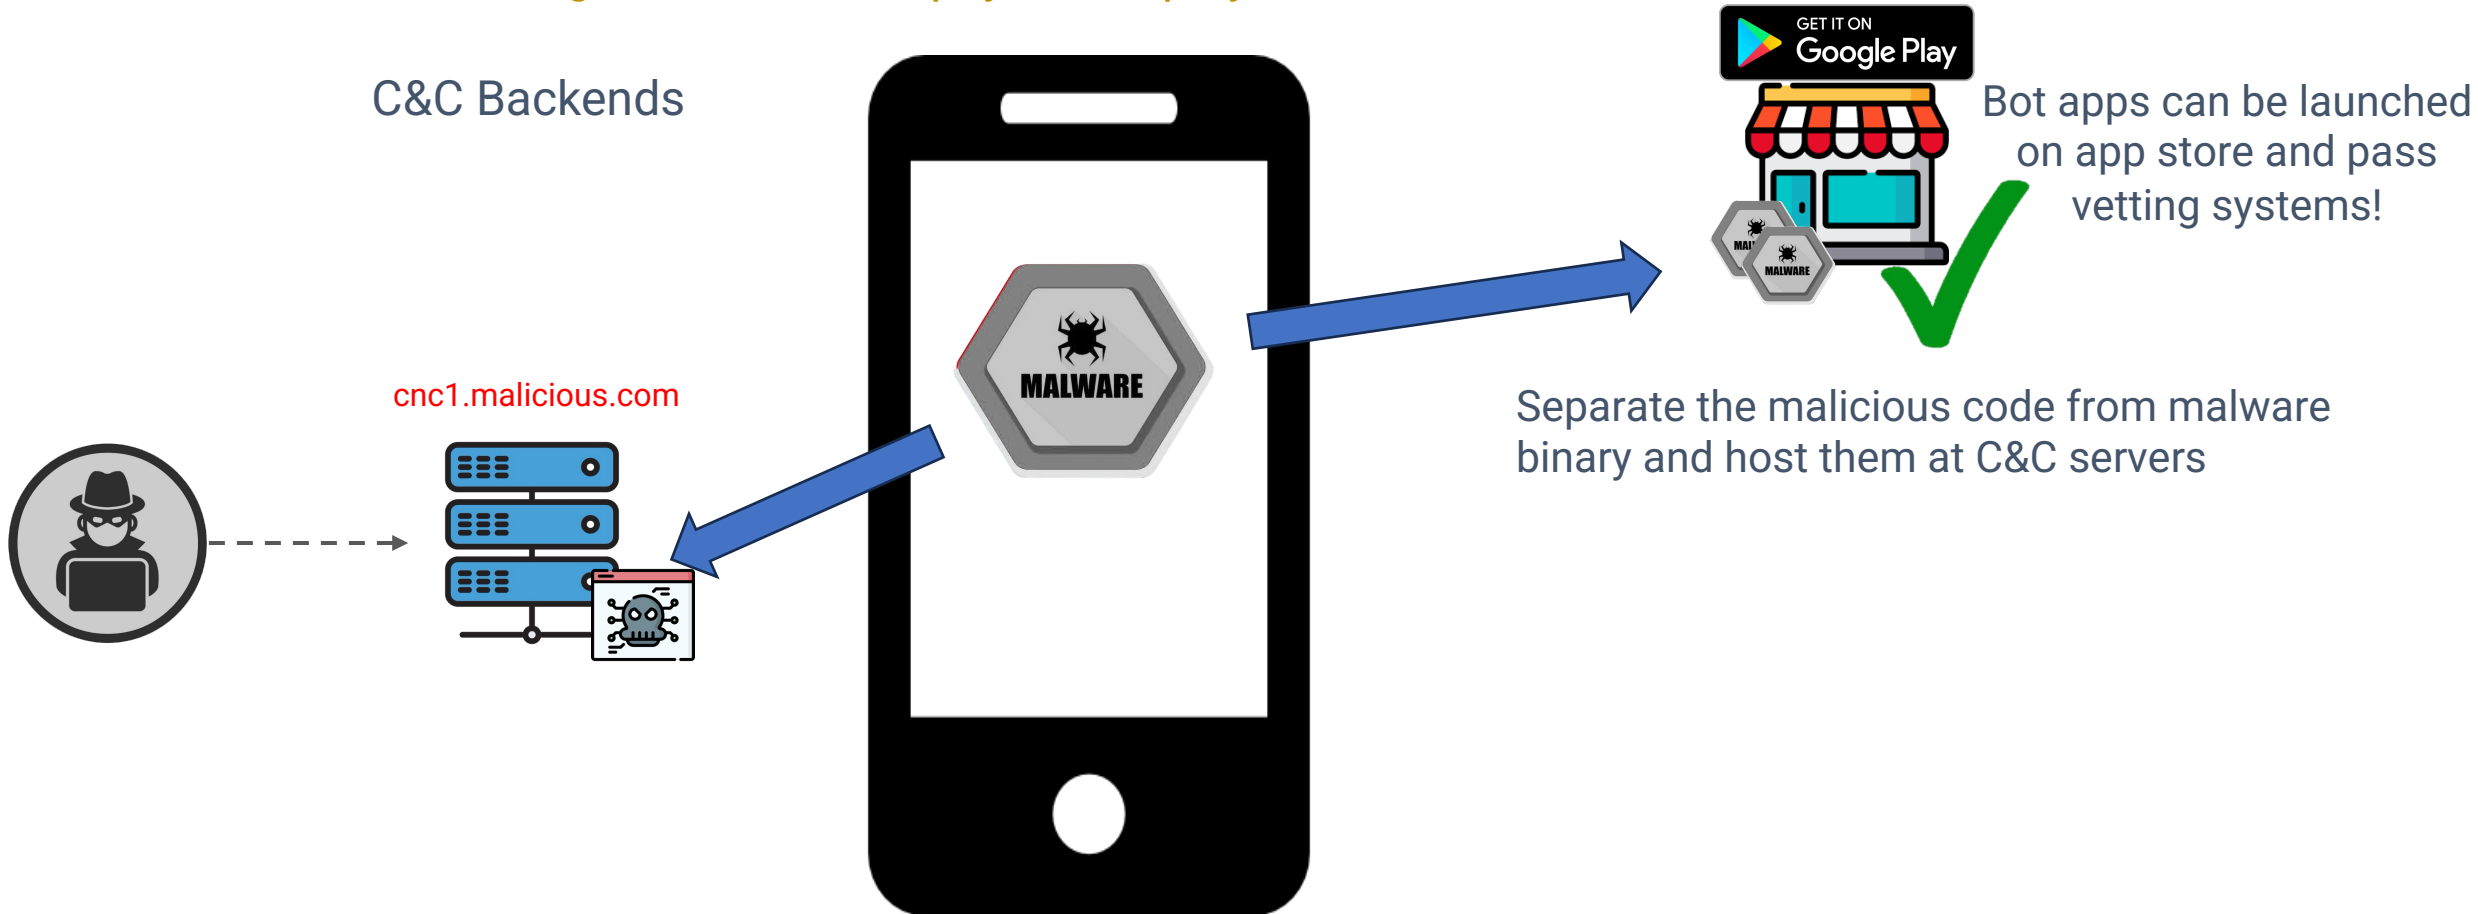 C&C Backends
GET IT ON
Google Play
Bot apps can be launched
on app store and pass
vetting systems!
MALWARE
MALWARE
cnc1.malicious.com
Separate the malicious code from malware
binary and host them at C&C servers